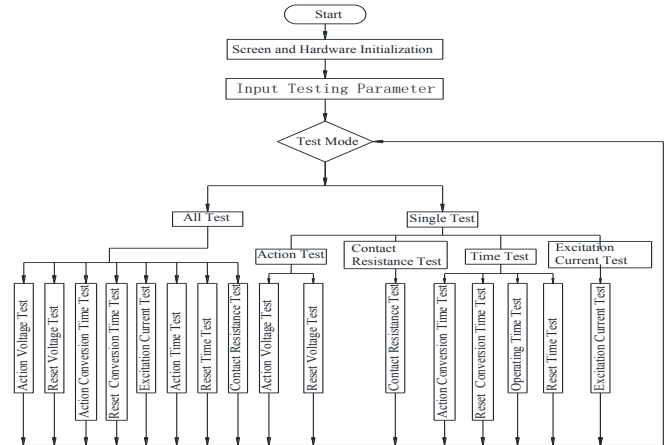 Start
Screen and Hardware Initialization
Input Testing Parameter
Test Mode
All Test
Single Test
Action Test
Contact
Resistance Test
Time Test
Excitation
Current Test
Action Voltage Test
Reset Voltage Test
Action Conversion Time Test
Reset Conversion Time Test
Excitation Current Test
Action Time Test
Reset Time Test
Contact Resistance Test
Action Voltage Test
Reset Voltage Test
Contact Resistance Test
Action Conversion Time Test
Reset Conversion Time Test
Operating Time Test
Reset Time Test
Excitation Current Test